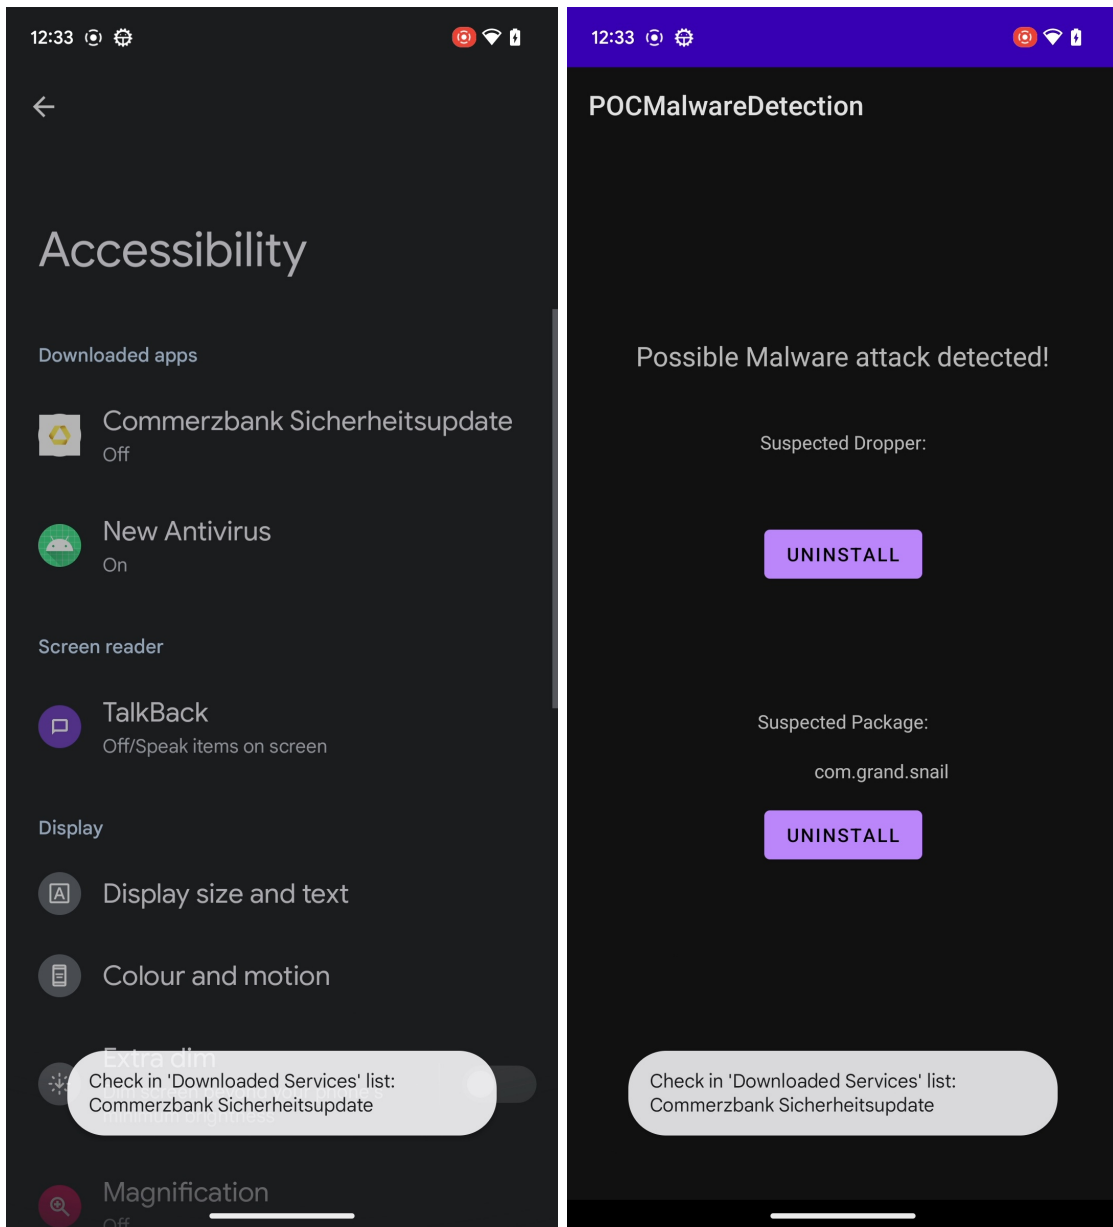 12:33
Accessibility
Downloaded apps
Commerzbank Sicherheitsupdate
Off
New Antivirus
On
Screen reader
TalkBack
Off/Speak items on screen
Display
Display size and text
Colour and motion
Extra dim
minimum brightness
Check in 'Downloaded Services' list:
Commerzbank Sicherheitsupdate
Magnification
Off
12:33
POCMalwareDetection
Possible Malware attack detected!
Suspected Dropper:
UNINSTALL
Suspected Package:
com.grand.snail
UNINSTALL
Check in 'Downloaded Services' list:
Commerzbank Sicherheitsupdate